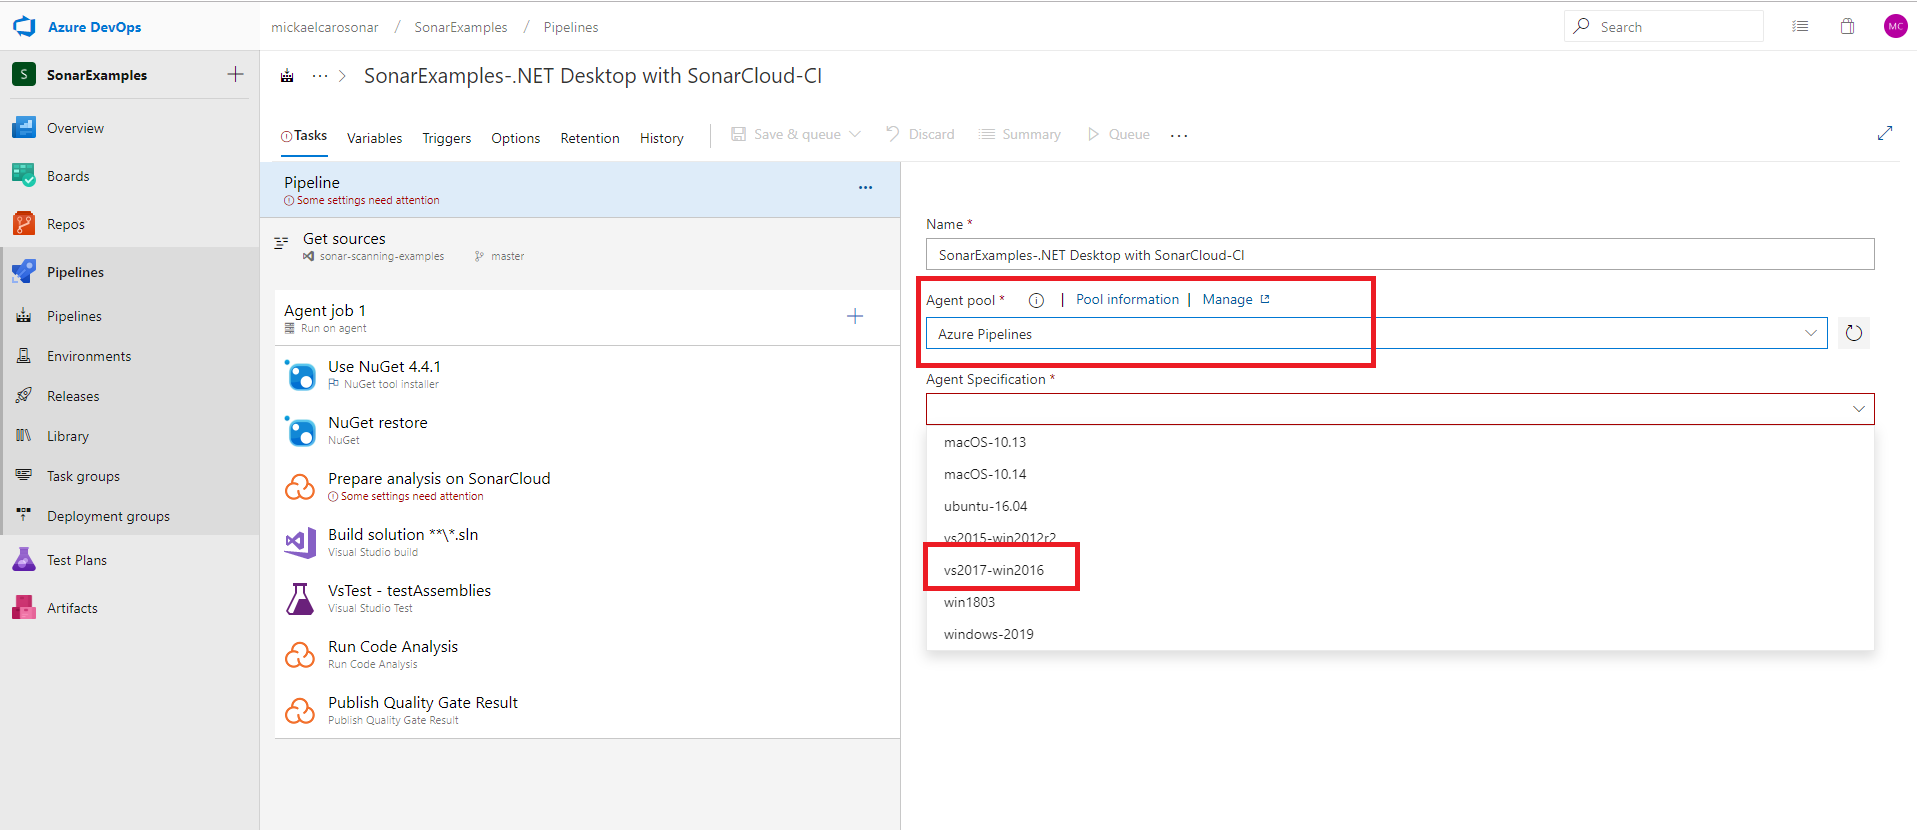 Azure DevOps
mickaelcarosonar / SonarExamples / Pipelines
Search
MC
S SonarExamples
Overview
Boards
Repos
Pipelines
Pipelines
Environments
Releases
Library
Task groups
Deployment groups
Test Plans
Artifacts
... > SonarExamples-.NET Desktop with SonarCloud-CI
Tasks Variables Triggers Options Retention History Save & queue Discard Summary Queue ...
Pipeline
Some settings need attention
Get sources
sonar-scanning-examples master
Agent job 1
Run on agent
Use NuGet 4.4.1
NuGet tool installer
NuGet restore
NuGet
Prepare analysis on SonarCloud
Some settings need attention
Build solution **\*.sln
Visual Studio build
VsTest - testAssemblies
Visual Studio Test
Run Code Analysis
Run Code Analysis
Publish Quality Gate Result
Publish Quality Gate Result
Name *
SonarExamples-.NET Desktop with SonarCloud-CI
Agent pool * | Pool information | Manage
Azure Pipelines
Agent Specification *
macOS-10.13
macOS-10.14
ubuntu-16.04
vs2015-win2012r2
vs2017-win2016
win1803
windows-2019